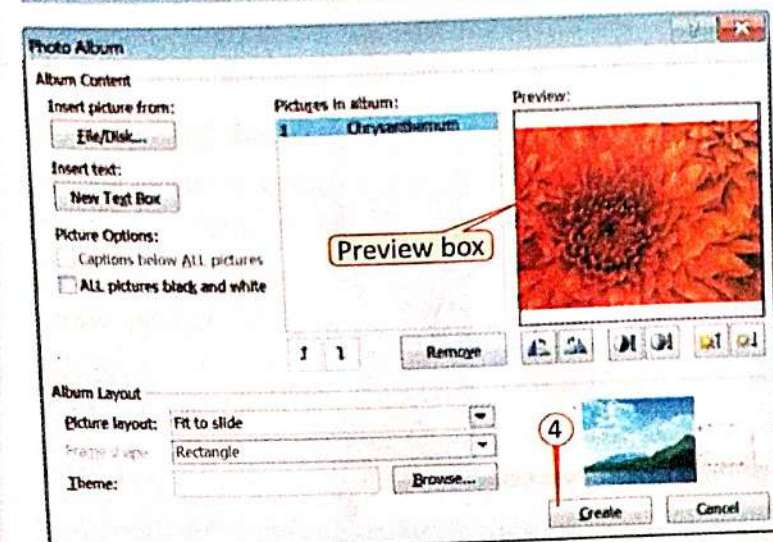 Photo Album
Album Content
Insert picture from:
File/Disk...
Insert text:
New Text Box
Picture Options:
Captions below ALL pictures
ALL pictures black and white
Pictures in album:
1 Chrysanthemum
Remove
Preview:
Preview box
Album Layout
Picture layout: Fit to slide
Frame shape: Rectangle
Theme:
Browse...
4
Create
Cancel